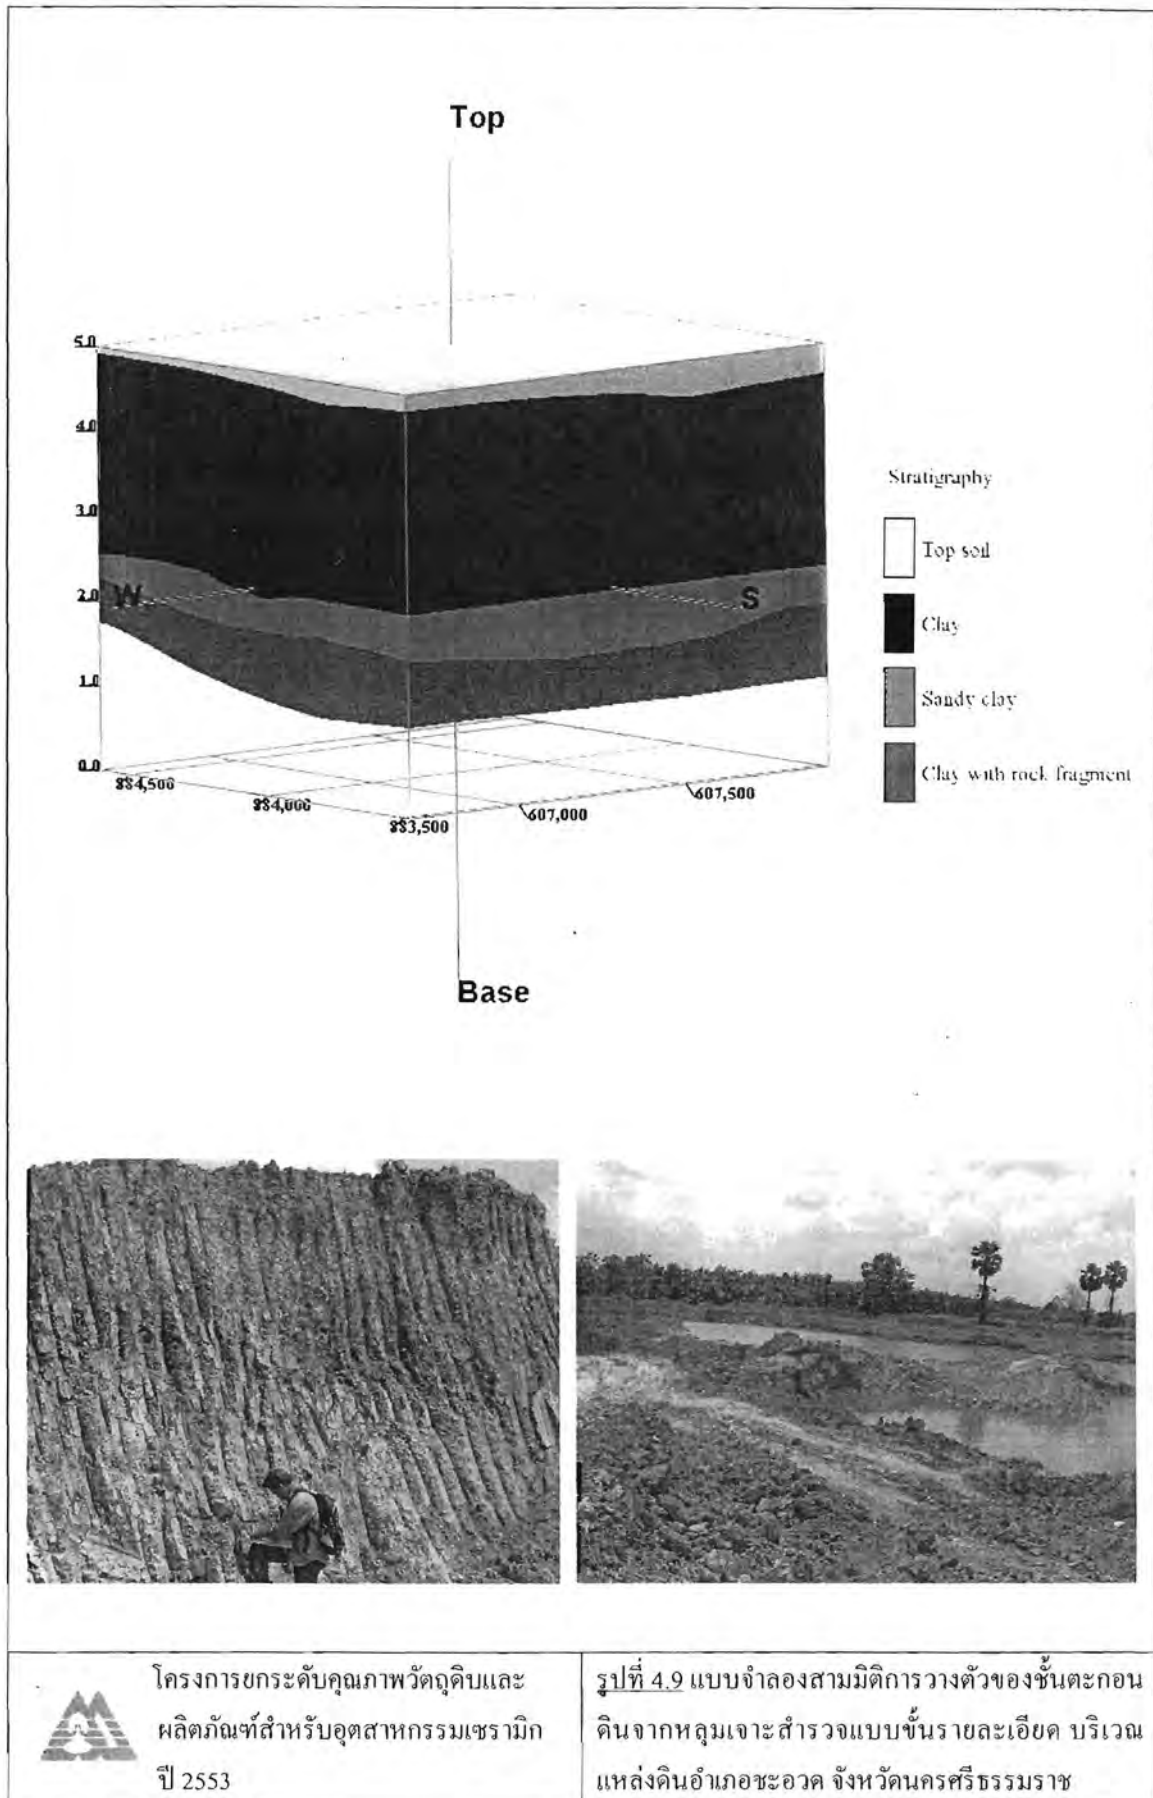 Top
5.0
4.0
3.0
2.0
1.0
0.0
W
S
884,500
884,000
883,500
607,000
607,500
Stratigraphy
Top soil
Clay
Sandy clay
Clay with rock fragment
Base
โครงการยกระดับคุณภาพวัตถุดิบและ
ผลิตภัณฑ์สำหรับอุตสาหกรรมเซรามิก
ปี 2553
รูปที่ 4.9 แบบจำลองสามมิติการวางตัวของชั้นตะกอน
ดินจากหลุมเจาะสำรวจแบบขั้นรายละเอียด บริเวณ
แหล่งดินอำเภอชะอวด จังหวัดนครศรีธรรมราช